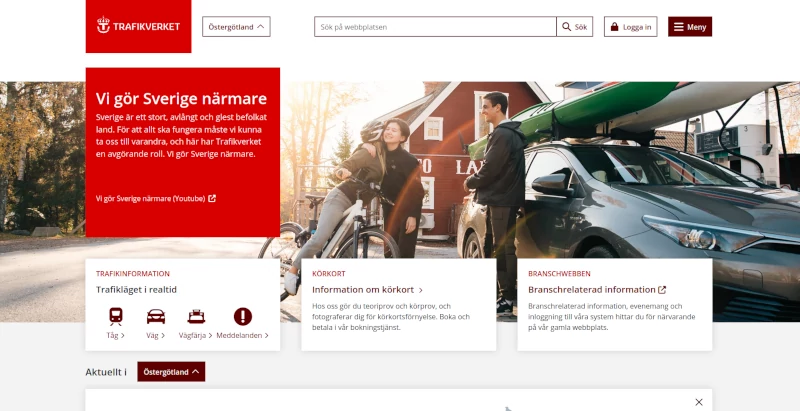 TRAFIKVERKET
Östergötland
Sök på webbplatsen
Sök
Logga in
Meny
Vi gör Sverige närmare
Sverige är ett stort, avlångt och glest befolkat
land. För att allt ska fungera måste vi kunna
ta oss till varandra, och här har Trafikverket
en avgörande roll. Vi gör Sverige närmare.
Vi gör Sverige närmare (Youtube)
TRAFIKINFORMATION
Trafikläget i realtid
Tåg
Väg
Vägfärja
Meddelanden
KÖRKORT
Information om körkort
Hos oss gör du teoriprov och körprov, och
fotograferar dig för körkortsförnyelse. Boka och
betala i vår bokningstjänst.
BRANSCHWEBBEN
Branschrelaterad information
Branschrelaterad information, evenemang och
inloggning till våra system hittar du för närvarande
på vår gamla webbplats.
Aktuellt i
Östergötland